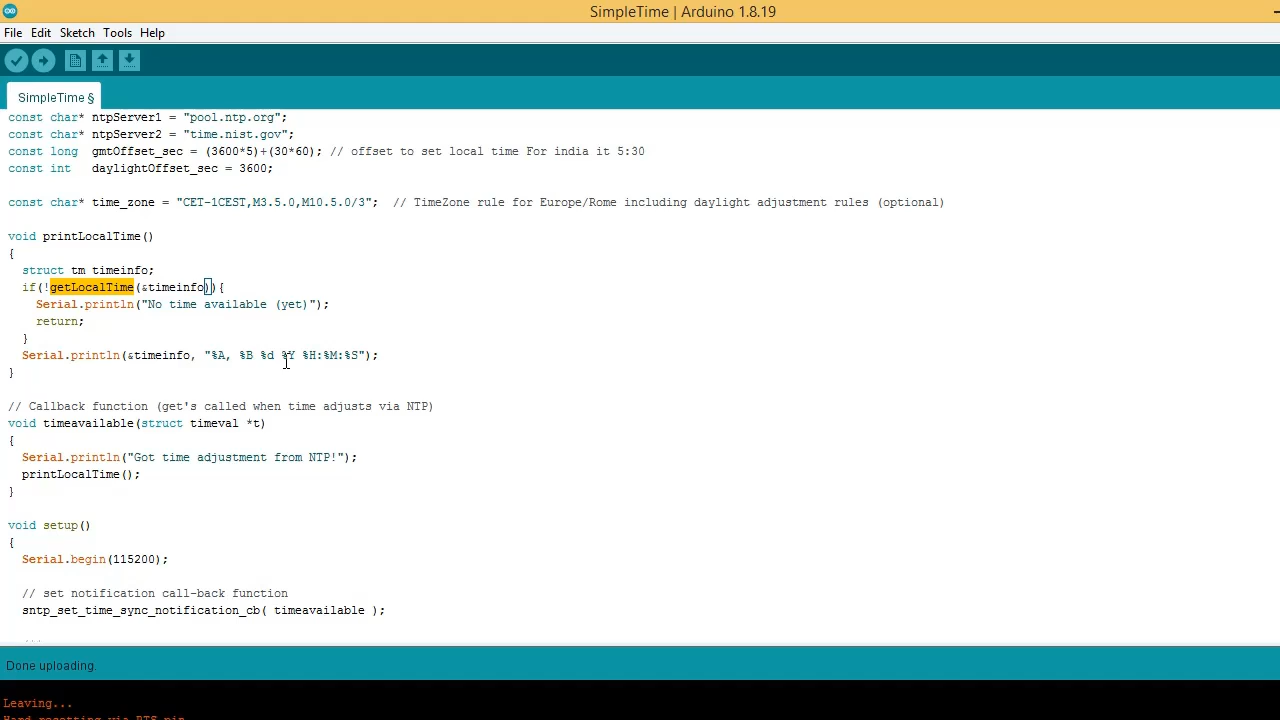 SimpleTime | Arduino 1.8.19
File Edit Sketch Tools Help
SimpleTime §
const char* ntpServer1 = "pool.ntp.org";
const char* ntpServer2 = "time.nist.gov";
const long  gmtOffset_sec = (3600*5)+(30*60); // offset to set local time For india it 5:30
const int   daylightOffset_sec = 3600;
const char* time_zone = "CET-1CEST,M3.5.0,M10.5.0/3";  // TimeZone rule for Europe/Rome including daylight adjustment rules (optional)
void printLocalTime()
{
  struct tm timeinfo;
  if(!getLocalTime(&timeinfo)){
    Serial.println("No time available (yet)");
    return;
  }
  Serial.println(&timeinfo, "%A, %B %d %Y %H:%M:%S");
}
// Callback function (get's called when time adjusts via NTP)
void timeavailable(struct timeval *t)
{
  Serial.println("Got time adjustment from NTP!");
  printLocalTime();
}
void setup()
{
  Serial.begin(115200);
  // set notification call-back function
  sntp_set_time_sync_notification_cb( timeavailable );
Done uploading.
Leaving...
Hard resetting via RTS pin